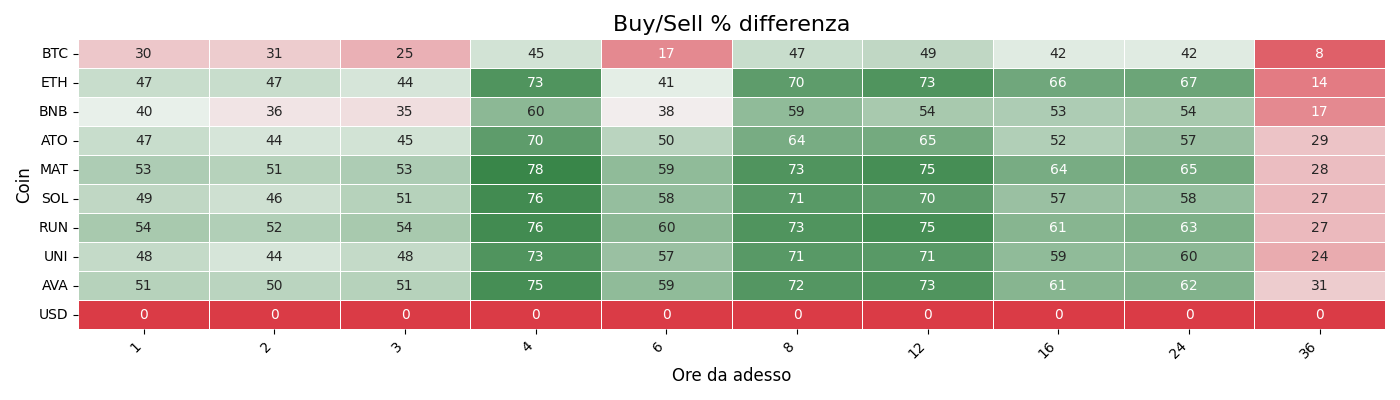 Buy/Sell % differenza
BTC 30 31 25 45 17 47 49 42 42 8
ETH 47 47 44 73 41 70 73 66 67 14
BNB 40 36 35 60 38 59 54 53 54 17
ATO 47 44 45 70 50 64 65 52 57 29
MAT 53 51 53 78 59 73 75 64 65 28
SOL 49 46 51 76 58 71 70 57 58 27
RUN 54 52 54 76 60 73 75 61 63 27
UNI 48 44 48 73 57 71 71 59 60 24
AVA 51 50 51 75 59 72 73 61 62 31
USD 0 0 0 0 0 0 0 0 0 0
Coin
1 2 3 4 6 8 12 16 24 36
Ore da adesso